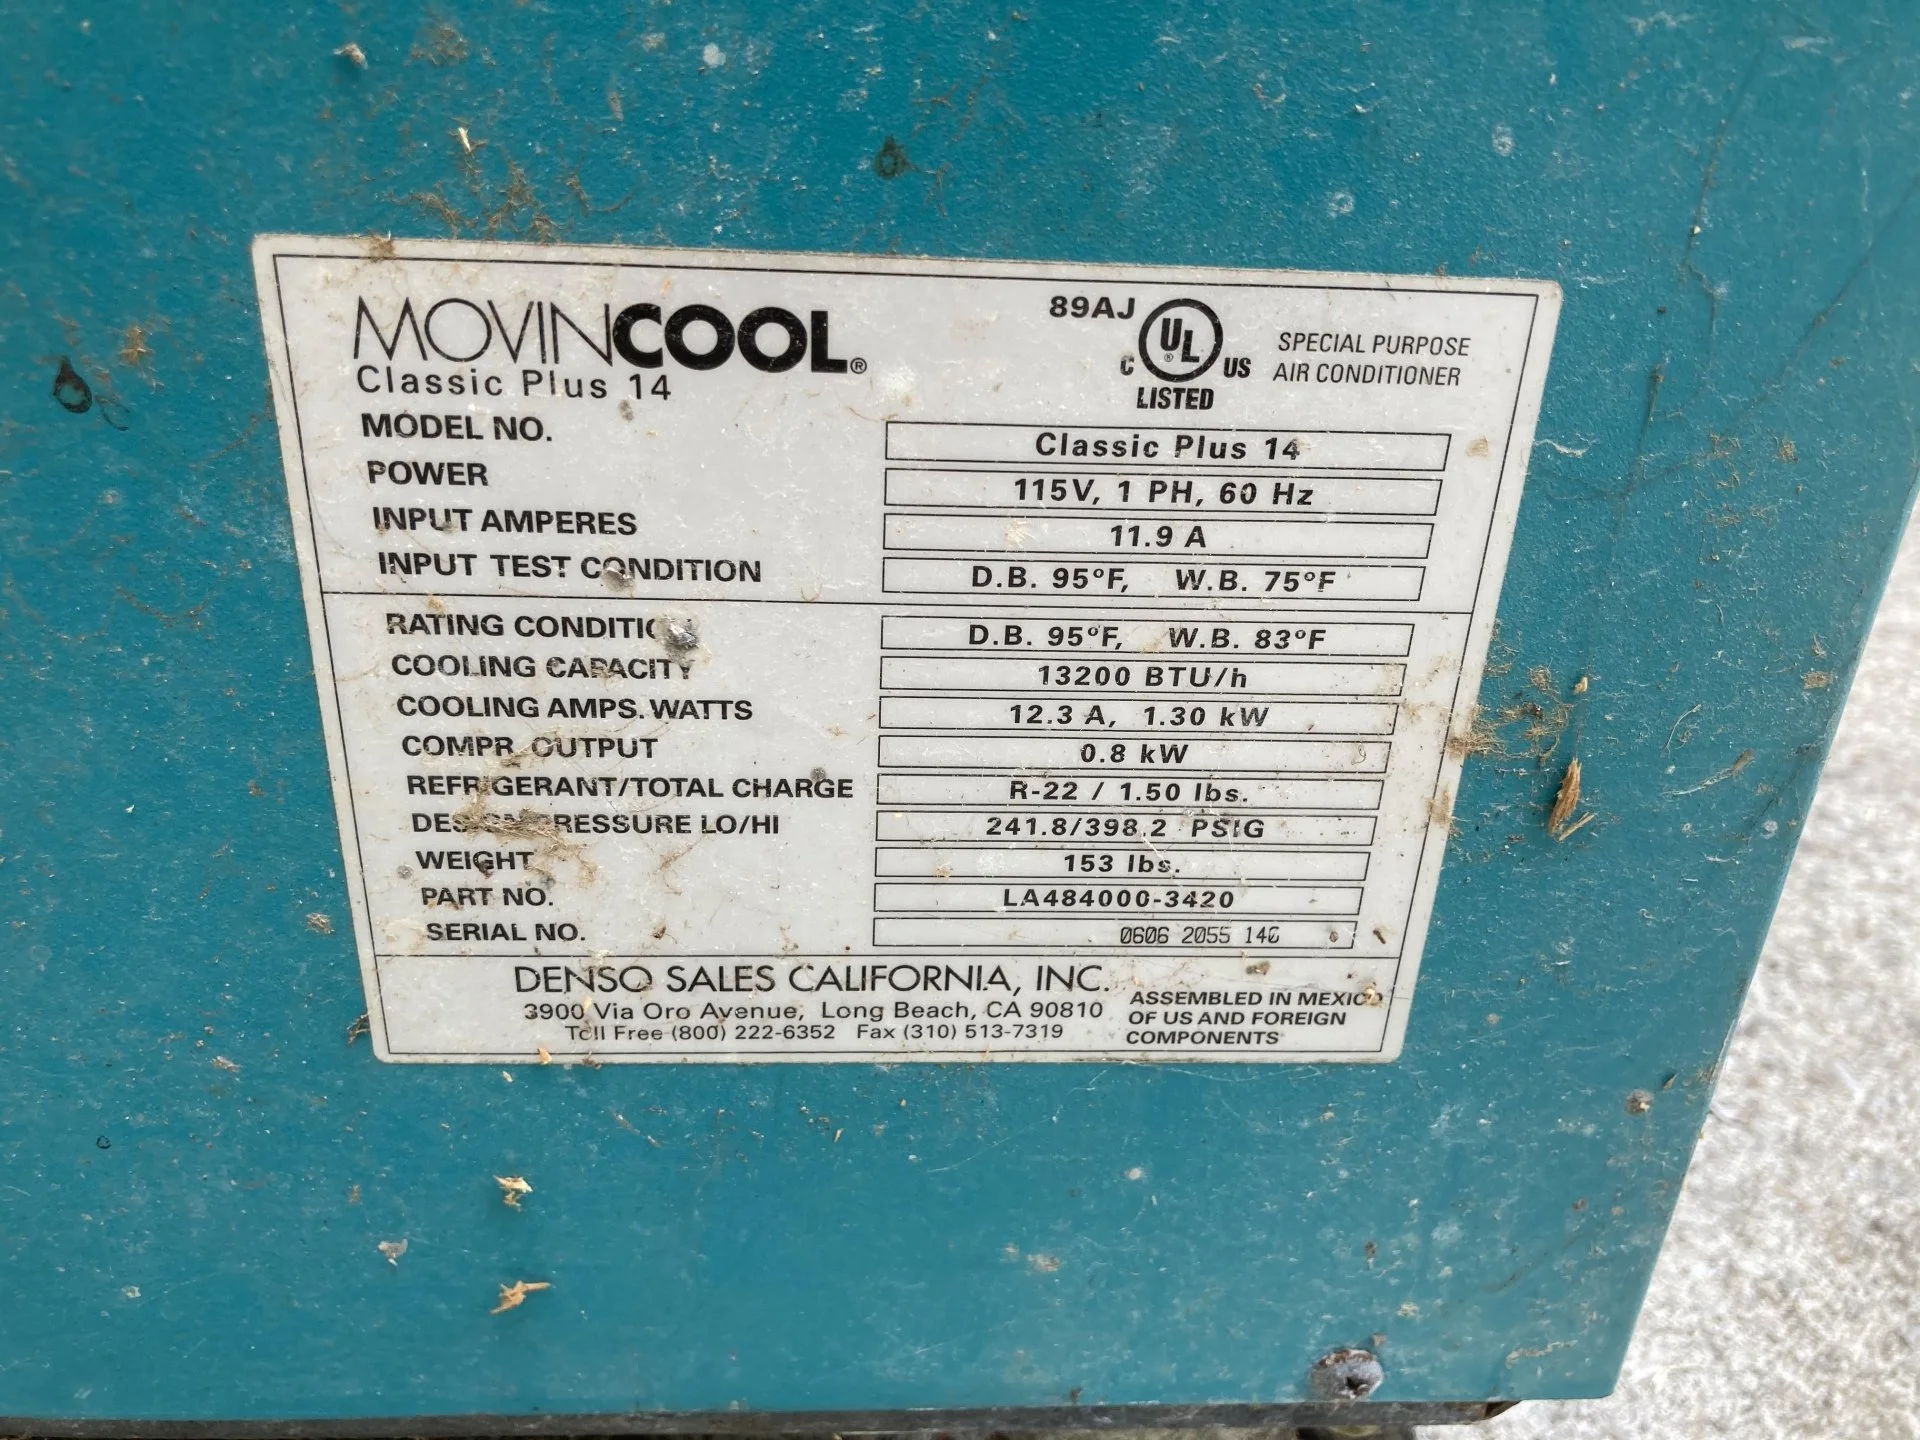 MOVINCOOL®
Classic Plus 14
89AJ
C UL® US
LISTED
SPECIAL PURPOSE
AIR CONDITIONER
MODEL NO. Classic Plus 14
POWER 115V, 1 PH, 60 Hz
INPUT AMPERES 11.9 A
INPUT TEST CONDITION D.B. 95°F, W.B. 75°F
RATING CONDITION D.B. 95°F, W.B. 83°F
COOLING CAPACITY 13200 BTU/h
COOLING AMPS. WATTS 12.3 A, 1.30 kW
COMPR. OUTPUT 0.8 kW
REFRIGERANT/TOTAL CHARGE R-22 / 1.50 lbs.
DESIGN PRESSURE LO/HI 241.8/398.2 PSIG
WEIGHT 153 lbs.
PART NO. LA484000-3420
SERIAL NO. 0606 2055
DENSO SALES CALIFORNIA, INC.
3900 Via Oro Avenue, Long Beach, CA 90810
Toll Free (800) 222-6352 Fax (310) 513-7319
ASSEMBLED IN MEXICO
OF US AND FOREIGN
COMPONENTS